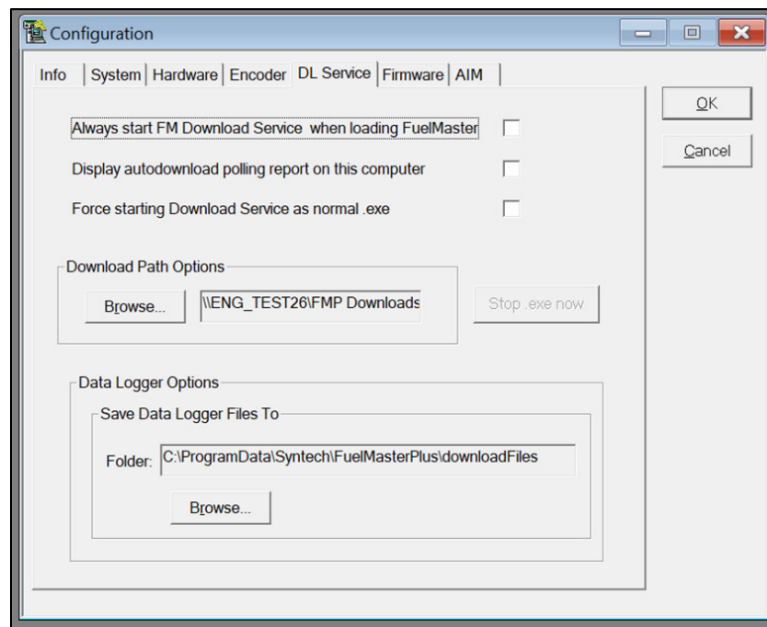 Configuration
Info System Hardware Encoder DL Service Firmware AIM
OK
Always start FM Download Service when loading FuelMaster
Cancel
Display autodownload polling report on this computer
Force starting Download Service as normal .exe
Download Path Options
Browse... \\ENG_TEST26\FMP Downloads Stop .exe now
Data Logger Options
Save Data Logger Files To
Folder: C:\ProgramData\Syntech\FuelMasterPlus\downloadFiles
Browse...